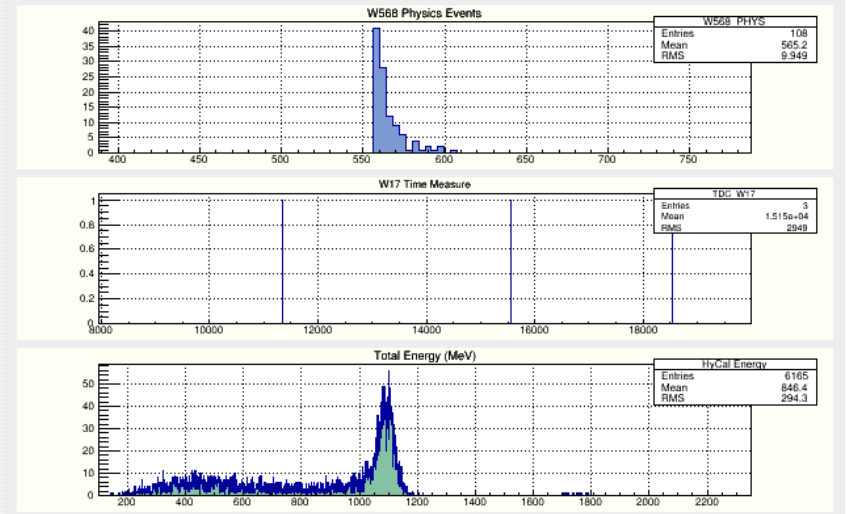 W568 Physics Events
W568_PHYS
Entries 108
Mean 565.2
RMS 9.949
40
35
30
25
20
15
10
5
0
400 450 500 550 600 650 700 750
W17 Time Measure
TDC_W17
Entries 3
Mean 1.515e+04
RMS 2949
1
0.8
0.6
0.4
0.2
0
8000 10000 12000 14000 16000 18000
Total Energy (MeV)
HyCal Energy
Entries 6165
Mean 846.4
RMS 294.3
50
40
30
20
10
0
200 400 600 800 1000 1200 1400 1600 1800 2000 2200